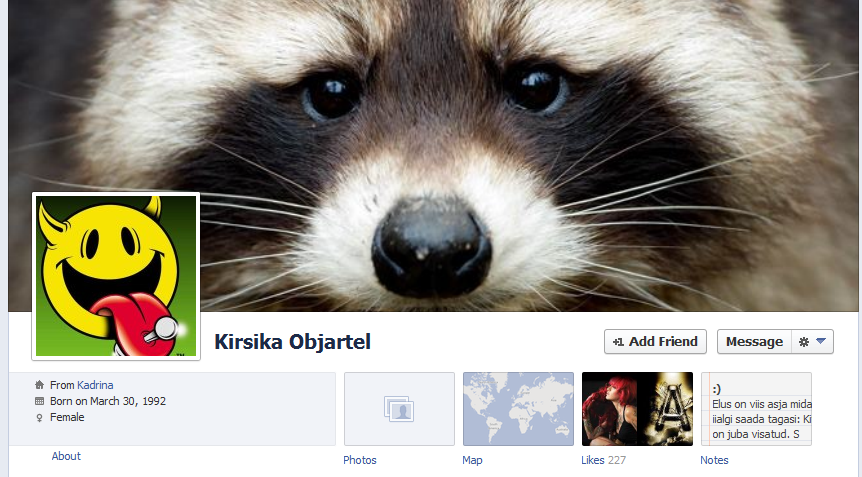 Kirsika Objartel
+1 Add Friend
Message
From Kadrina
Born on March 30, 1992
Female
About
Photos
Map
Likes 227
:)
Elus on viis asja mida
iialgi saada tagasi: Ki
on juba visatud. S
Notes
TM